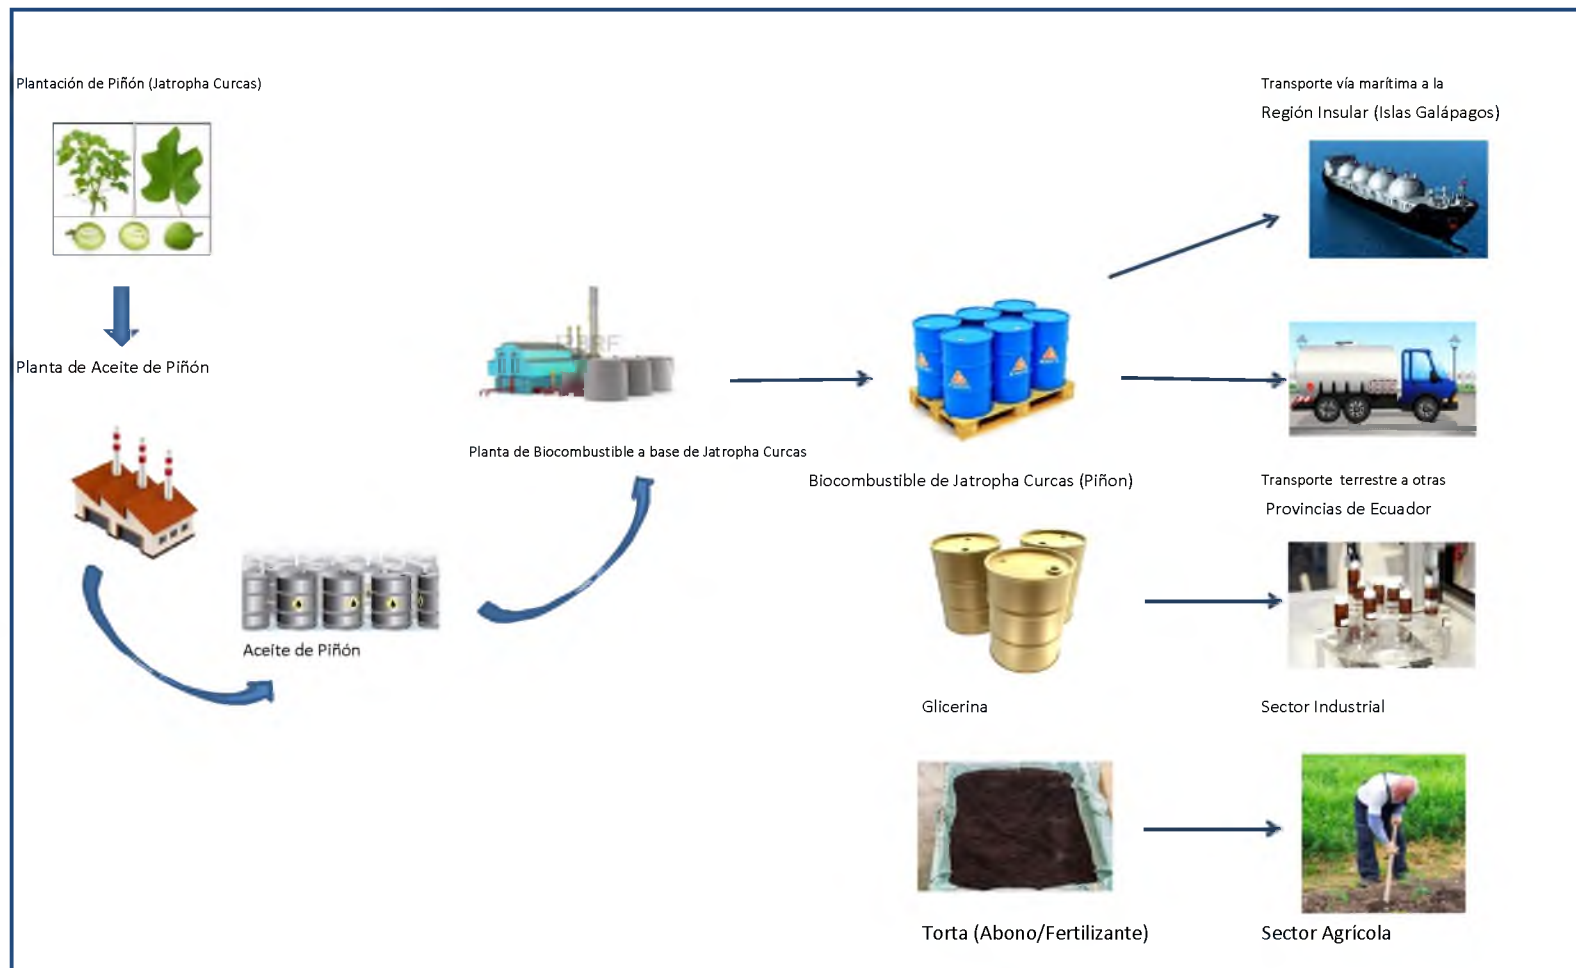 Plantación de Piñón (Jatropha Curcas)
Planta de Aceite de Piñón
Aceite de Piñón
Planta de Biocombustible a base de Jatropha Curcas
Biocombustible de Jatropha Curcas (Piñon)
Transporte vía marítima a la
Región Insular (Islas Galápagos)
Transporte terrestre a otras
Provincias de Ecuador
Glicerina
Sector Industrial
Torta (Abono/Fertilizante)
Sector Agrícola